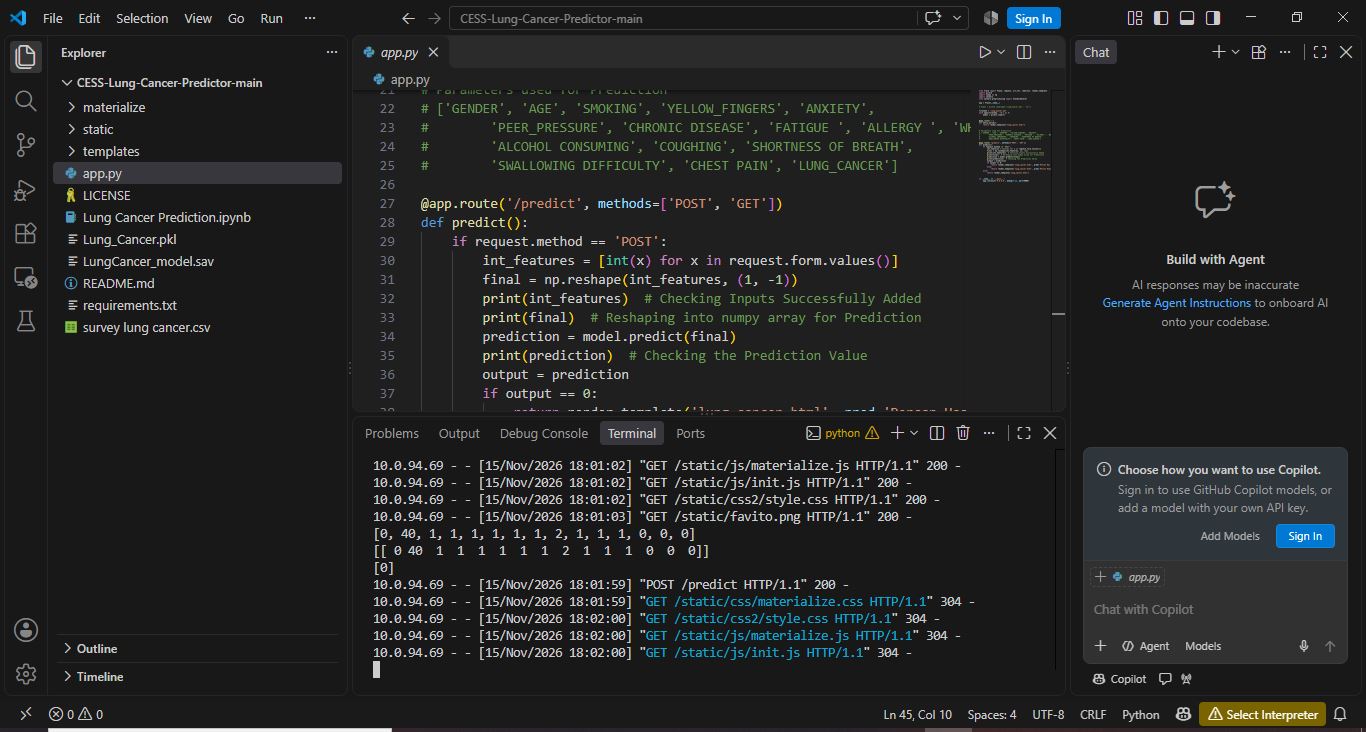 File Edit Selection View Go Run ··· CESS-Lung-Cancer-Predictor-main Sign In
Explorer ···
CESS-Lung-Cancer-Predictor-main
materialize
static
templates
app.py
LICENSE
Lung Cancer Prediction.ipynb
Lung_Cancer.pkl
LungCancer_model.sav
README.md
requirements.txt
survey lung cancer.csv
Outline
Timeline
app.py
app.py
21 # Parameters used for Prediction
22 # ['GENDER', 'AGE', 'SMOKING', 'YELLOW_FINGERS', 'ANXIETY',
23 #        'PEER_PRESSURE', 'CHRONIC DISEASE', 'FATIGUE ', 'ALLERGY ', 'WH
24 #        'ALCOHOL CONSUMING', 'COUGHING', 'SHORTNESS OF BREATH',
25 #        'SWALLOWING DIFFICULTY', 'CHEST PAIN', 'LUNG_CANCER']
26
27 @app.route('/predict', methods=['POST', 'GET'])
28 def predict():
29     if request.method == 'POST':
30         int_features = [int(x) for x in request.form.values()]
31         final = np.reshape(int_features, (1, -1))
32         print(int_features)  # Checking Inputs Successfully Added
33         print(final)  # Reshaping into numpy array for Prediction
34         prediction = model.predict(final)
35         print(prediction)  # Checking the Prediction Value
36         output = prediction
37         if output == 0:
Problems Output Debug Console Terminal Ports python
10.0.94.69 - - [15/Nov/2026 18:01:02] "GET /static/js/materialize.js HTTP/1.1" 200 -
10.0.94.69 - - [15/Nov/2026 18:01:02] "GET /static/js/init.js HTTP/1.1" 200 -
10.0.94.69 - - [15/Nov/2026 18:01:02] "GET /static/css2/style.css HTTP/1.1" 200 -
10.0.94.69 - - [15/Nov/2026 18:01:03] "GET /static/favito.png HTTP/1.1" 200 -
[0, 40, 1, 1, 1, 1, 1, 1, 2, 1, 1, 1, 0, 0, 0]
[[ 0 40  1  1  1  1  1  1  2  1  1  1  0  0  0]]
[0]
10.0.94.69 - - [15/Nov/2026 18:01:59] "POST /predict HTTP/1.1" 200 -
10.0.94.69 - - [15/Nov/2026 18:01:59] "GET /static/css/materialize.css HTTP/1.1" 304 -
10.0.94.69 - - [15/Nov/2026 18:02:00] "GET /static/css2/style.css HTTP/1.1" 304 -
10.0.94.69 - - [15/Nov/2026 18:02:00] "GET /static/js/materialize.js HTTP/1.1" 304 -
10.0.94.69 - - [15/Nov/2026 18:02:00] "GET /static/js/init.js HTTP/1.1" 304 -
Chat
Build with Agent
AI responses may be inaccurate
Generate Agent Instructions to onboard AI
onto your codebase.
Choose how you want to use Copilot.
Sign in to use GitHub Copilot models, or
add a model with your own API key.
Add Models Sign In
app.py
Chat with Copilot
Agent Models
Copilot
0 0 Ln 45, Col 10 Spaces: 4 UTF-8 CRLF Python Select Interpreter